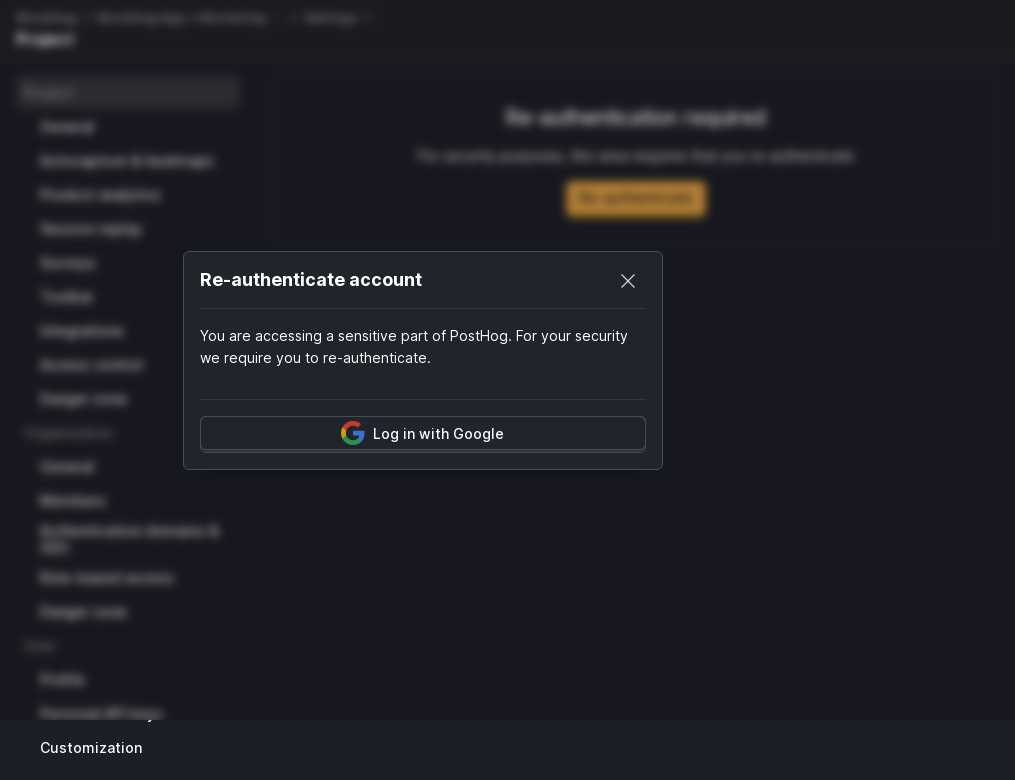 Project
Project
General
Autocapture & heatmaps
Product analytics
Session replay
Surveys
Toolbar
Integrations
Access control
Danger zone
Organization
General
Members
Authentication domains &
SSO
Role-based access
Danger zone
User
Profile
Personal API keys
Customization
Re-authentication required
For security purposes, this area requires that you re-authenticate.
Re-authenticate
Re-authenticate account
You are accessing a sensitive part of PostHog. For your security
we require you to re-authenticate.
Log in with Google